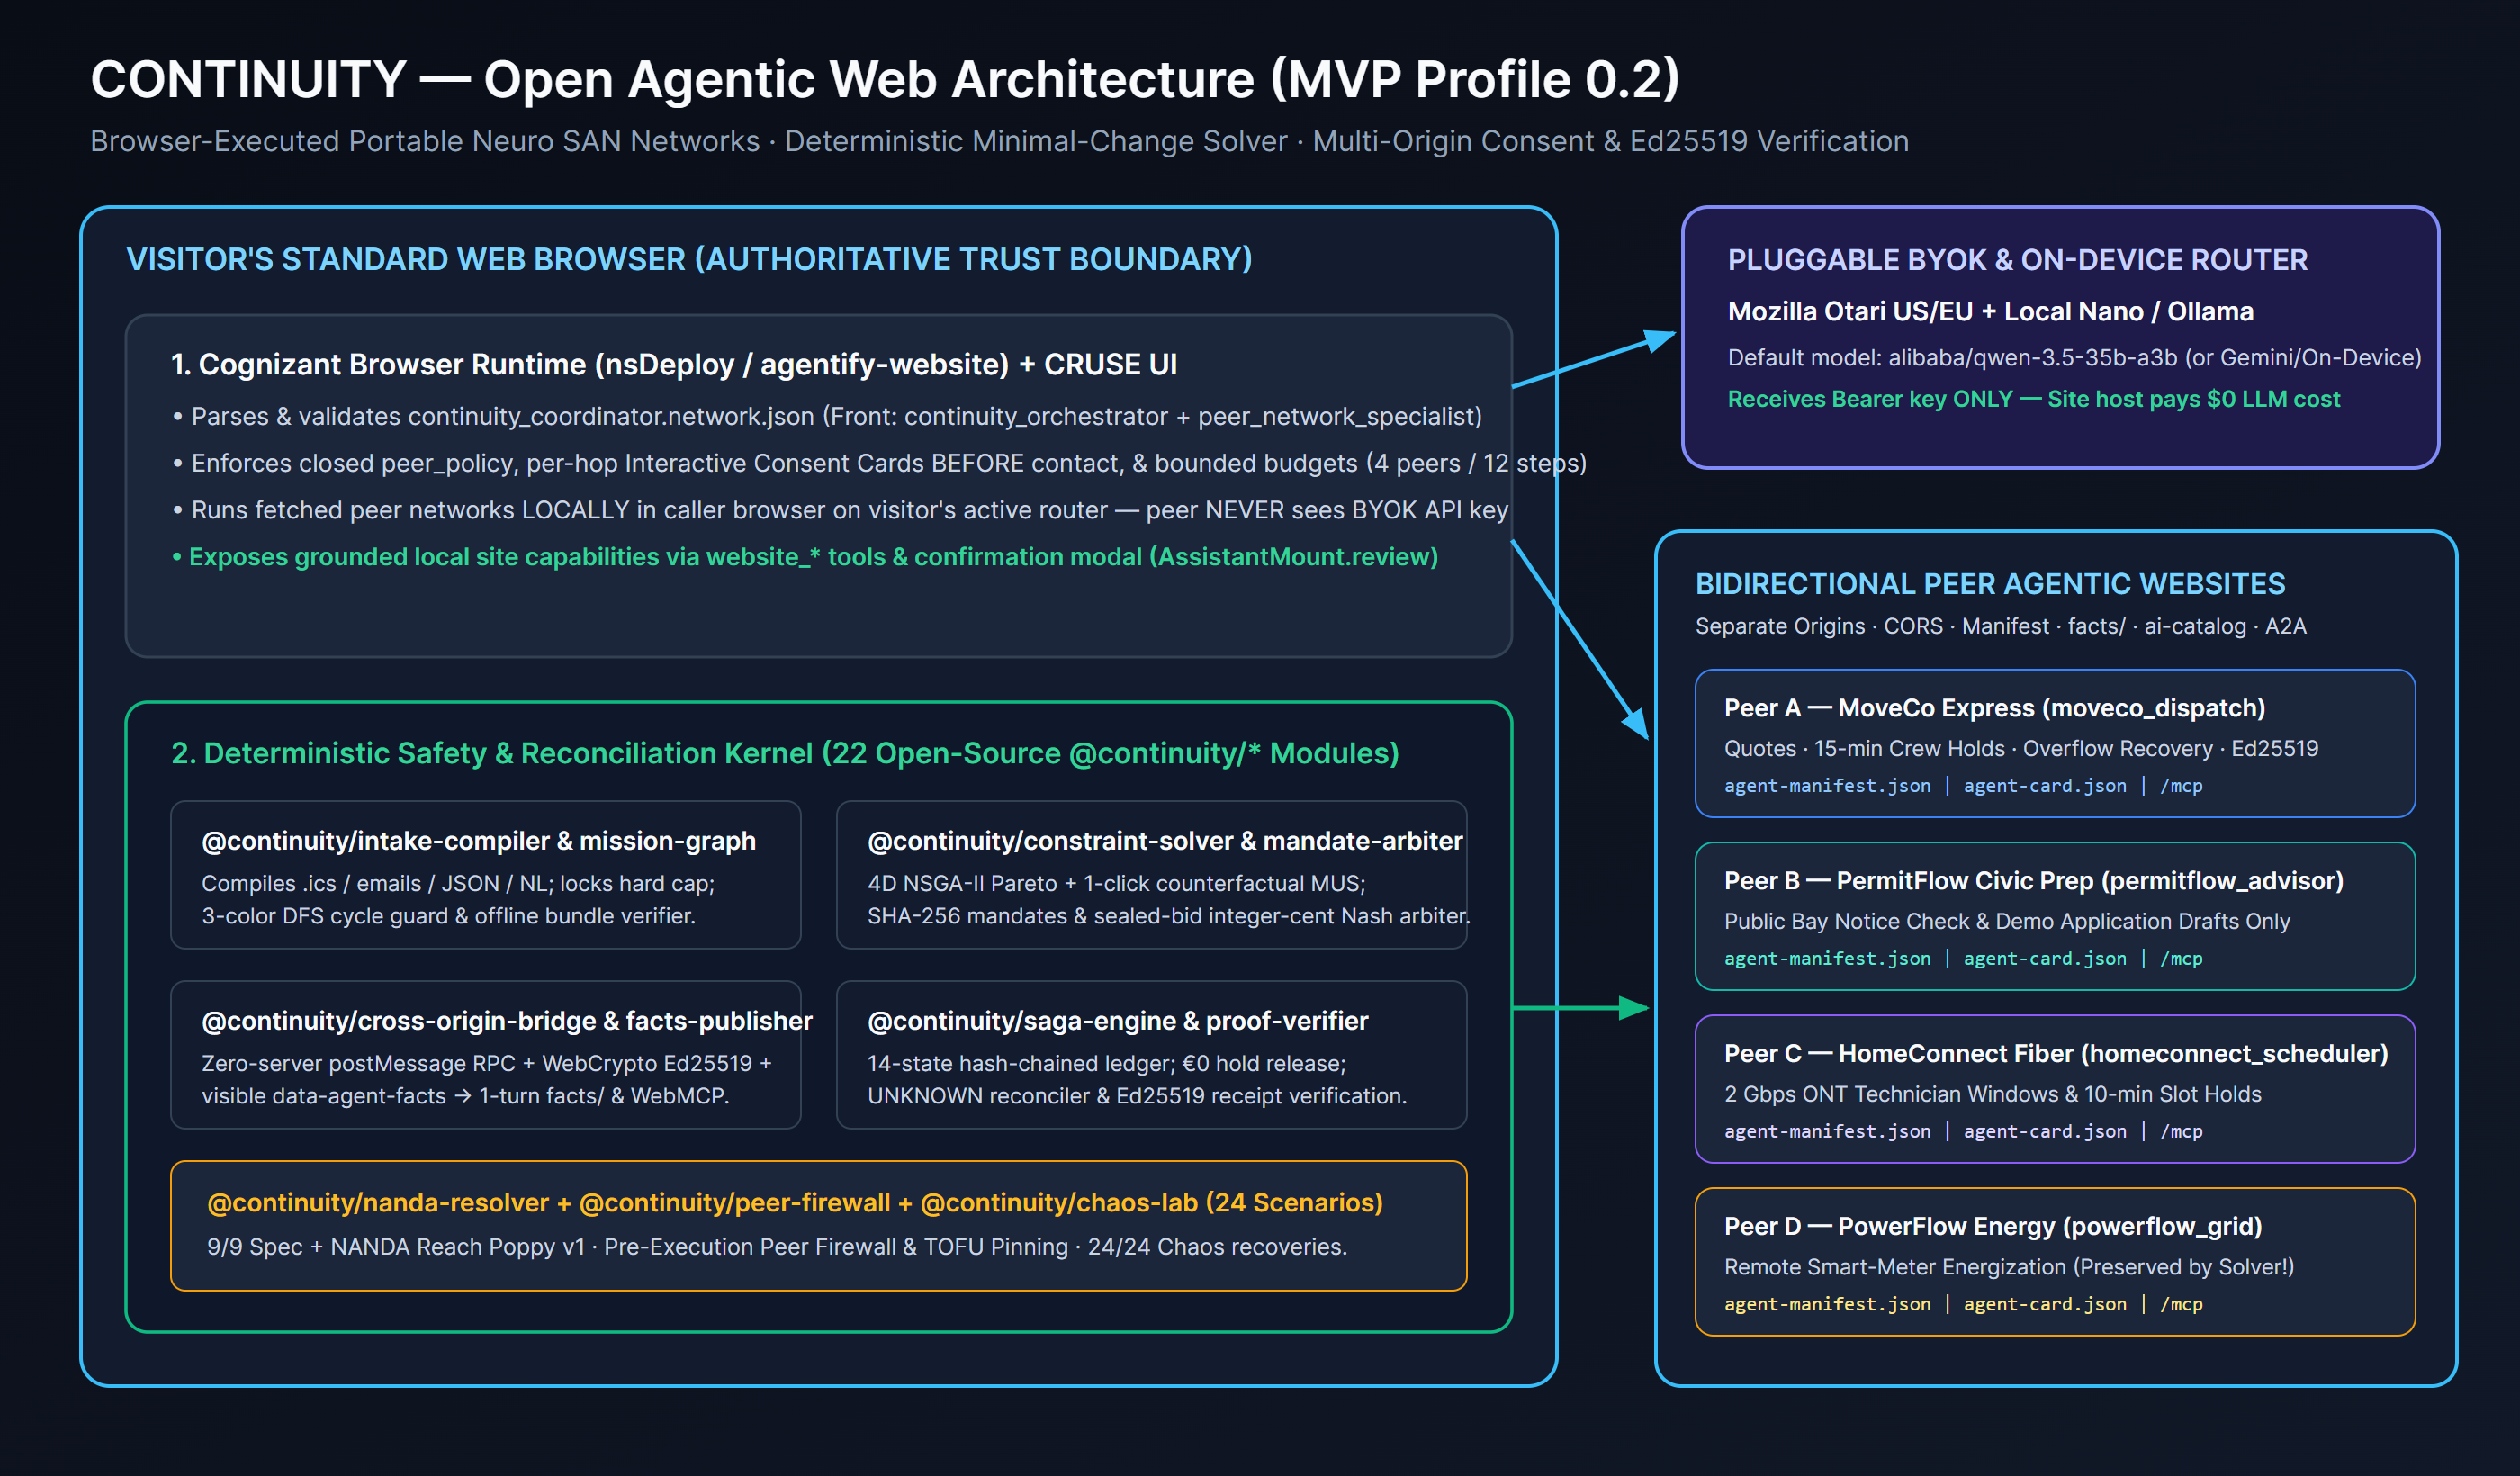 CONTINUITY — Open Agentic Web Architecture (MVP Profile 0.2)
Browser-Executed Portable Neuro SAN Networks · Deterministic Minimal-Change Solver · Multi-Origin Consent & Ed25519 Verification
VISITOR'S STANDARD WEB BROWSER (AUTHORITATIVE TRUST BOUNDARY)
1. Cognizant Browser Runtime (nsDeploy / agentify-website) + CRUSE UI
• Parses & validates continuity_coordinator.network.json (Front: continuity_orchestrator + peer_network_specialist)
• Enforces closed peer_policy, per-hop Interactive Consent Cards BEFORE contact, & bounded budgets (4 peers / 12 steps)
• Runs fetched peer networks LOCALLY in caller browser on visitor's active router — peer NEVER sees BYOK API key
• Exposes grounded local site capabilities via website_* tools & confirmation modal (AssistantMount.review)
2. Deterministic Safety & Reconciliation Kernel (22 Open-Source @continuity/* Modules)
@continuity/intake-compiler & mission-graph
Compiles .ics / emails / JSON / NL; locks hard cap;
3-color DFS cycle guard & offline bundle verifier.
@continuity/constraint-solver & mandate-arbiter
4D NSGA-II Pareto + 1-click counterfactual MUS;
SHA-256 mandates & sealed-bid integer-cent Nash arbiter.
@continuity/cross-origin-bridge & facts-publisher
Zero-server postMessage RPC + WebCrypto Ed25519 +
visible data-agent-facts → 1-turn facts/ & WebMCP.
@continuity/saga-engine & proof-verifier
14-state hash-chained ledger; €0 hold release;
UNKNOWN reconciler & Ed25519 receipt verification.
@continuity/nanda-resolver + @continuity/peer-firewall + @continuity/chaos-lab (24 Scenarios)
9/9 Spec + NANDA Reach Poppy v1 · Pre-Execution Peer Firewall & TOFU Pinning · 24/24 Chaos recoveries.
PLUGGABLE BYOK & ON-DEVICE ROUTER
Mozilla Otari US/EU + Local Nano / Ollama
Default model: alibaba/qwen-3.5-35b-a3b (or Gemini/On-Device)
Receives Bearer key ONLY — Site host pays $0 LLM cost
BIDIRECTIONAL PEER AGENTIC WEBSITES
Separate Origins · CORS · Manifest · facts/ · ai-catalog · A2A
Peer A — MoveCo Express (moveco_dispatch)
Quotes · 15-min Crew Holds · Overflow Recovery · Ed25519
agent-manifest.json | agent-card.json | /mcp
Peer B — PermitFlow Civic Prep (permitflow_advisor)
Public Bay Notice Check & Demo Application Drafts Only
agent-manifest.json | agent-card.json | /mcp
Peer C — HomeConnect Fiber (homeconnect_scheduler)
2 Gbps ONT Technician Windows & 10-min Slot Holds
agent-manifest.json | agent-card.json | /mcp
Peer D — PowerFlow Energy (powerflow_grid)
Remote Smart-Meter Energization (Preserved by Solver!)
agent-manifest.json | agent-card.json | /mcp